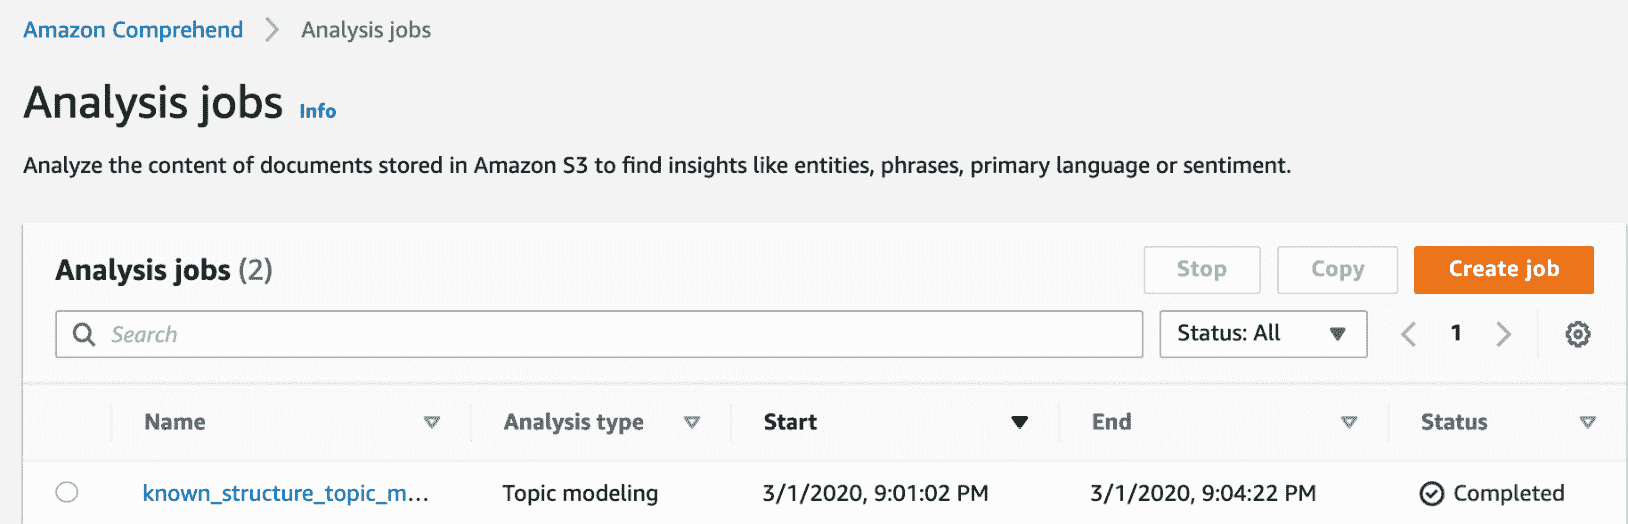 Amazon Comprehend > Analysis jobs
Analysis jobs Info
Analyze the content of documents stored in Amazon S3 to find insights like entities, phrases, primary language or sentiment.
Analysis jobs (2) Stop Copy Create job
Search Status: All 1
Name Analysis type Start End Status
known_structure_topic_m... Topic modeling 3/1/2020, 9:01:02 PM 3/1/2020, 9:04:22 PM Completed